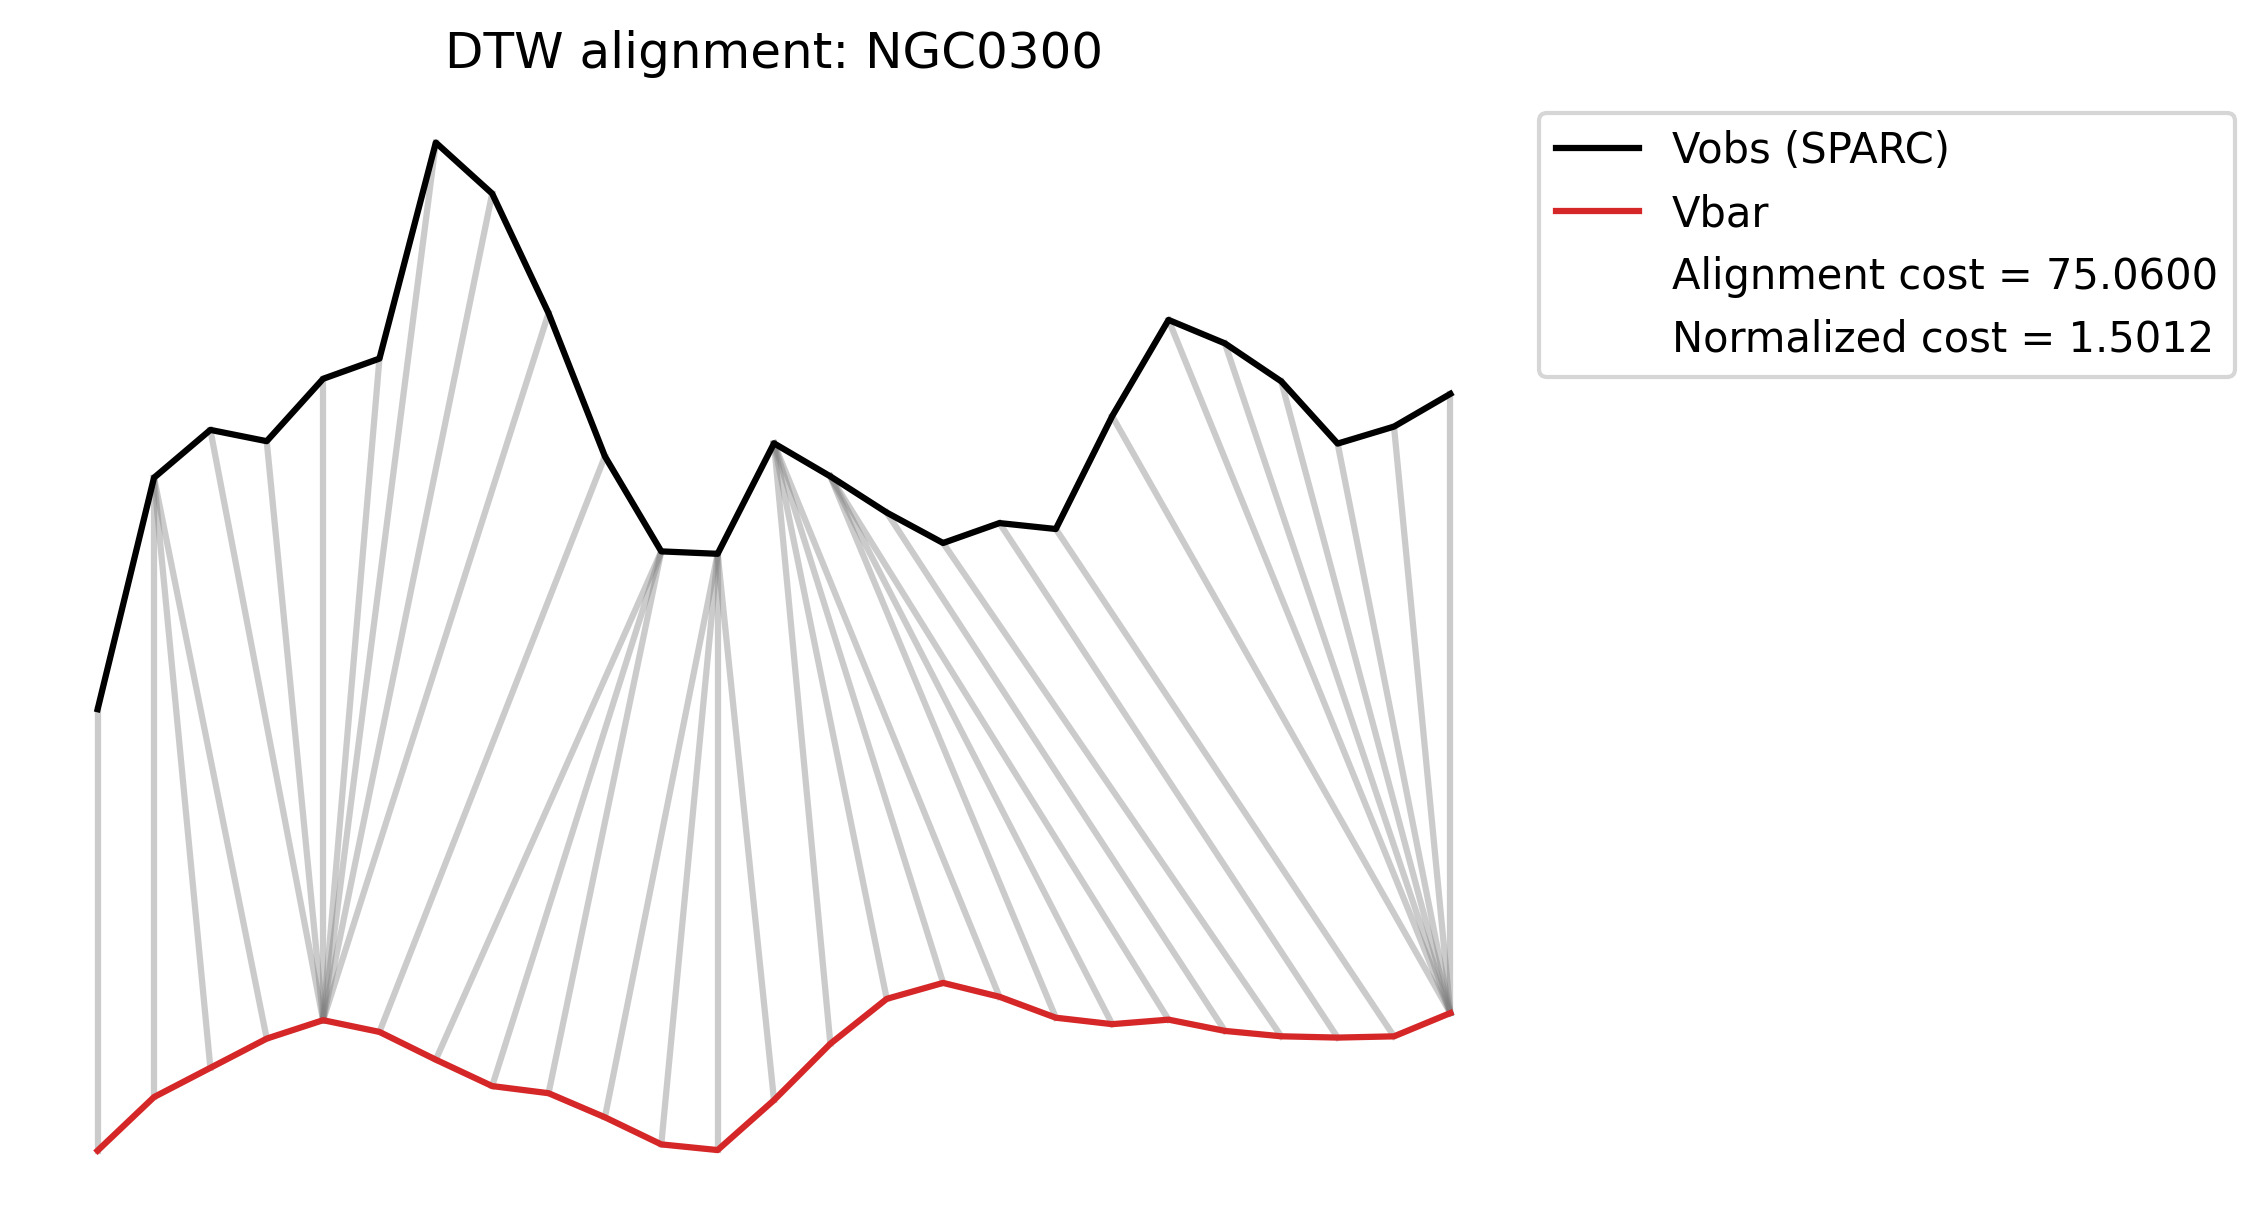 DTW alignment: NGC0300
Vobs (SPARC)
Vbar
Alignment cost = 75.0600
Normalized cost = 1.5012